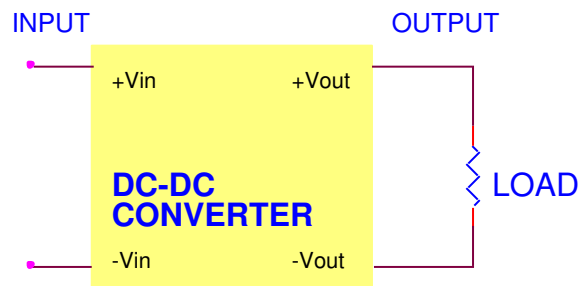 INPUT
OUTPUT
+Vin
+Vout
DC-DC
CONVERTER
LOAD
-Vin
-Vout